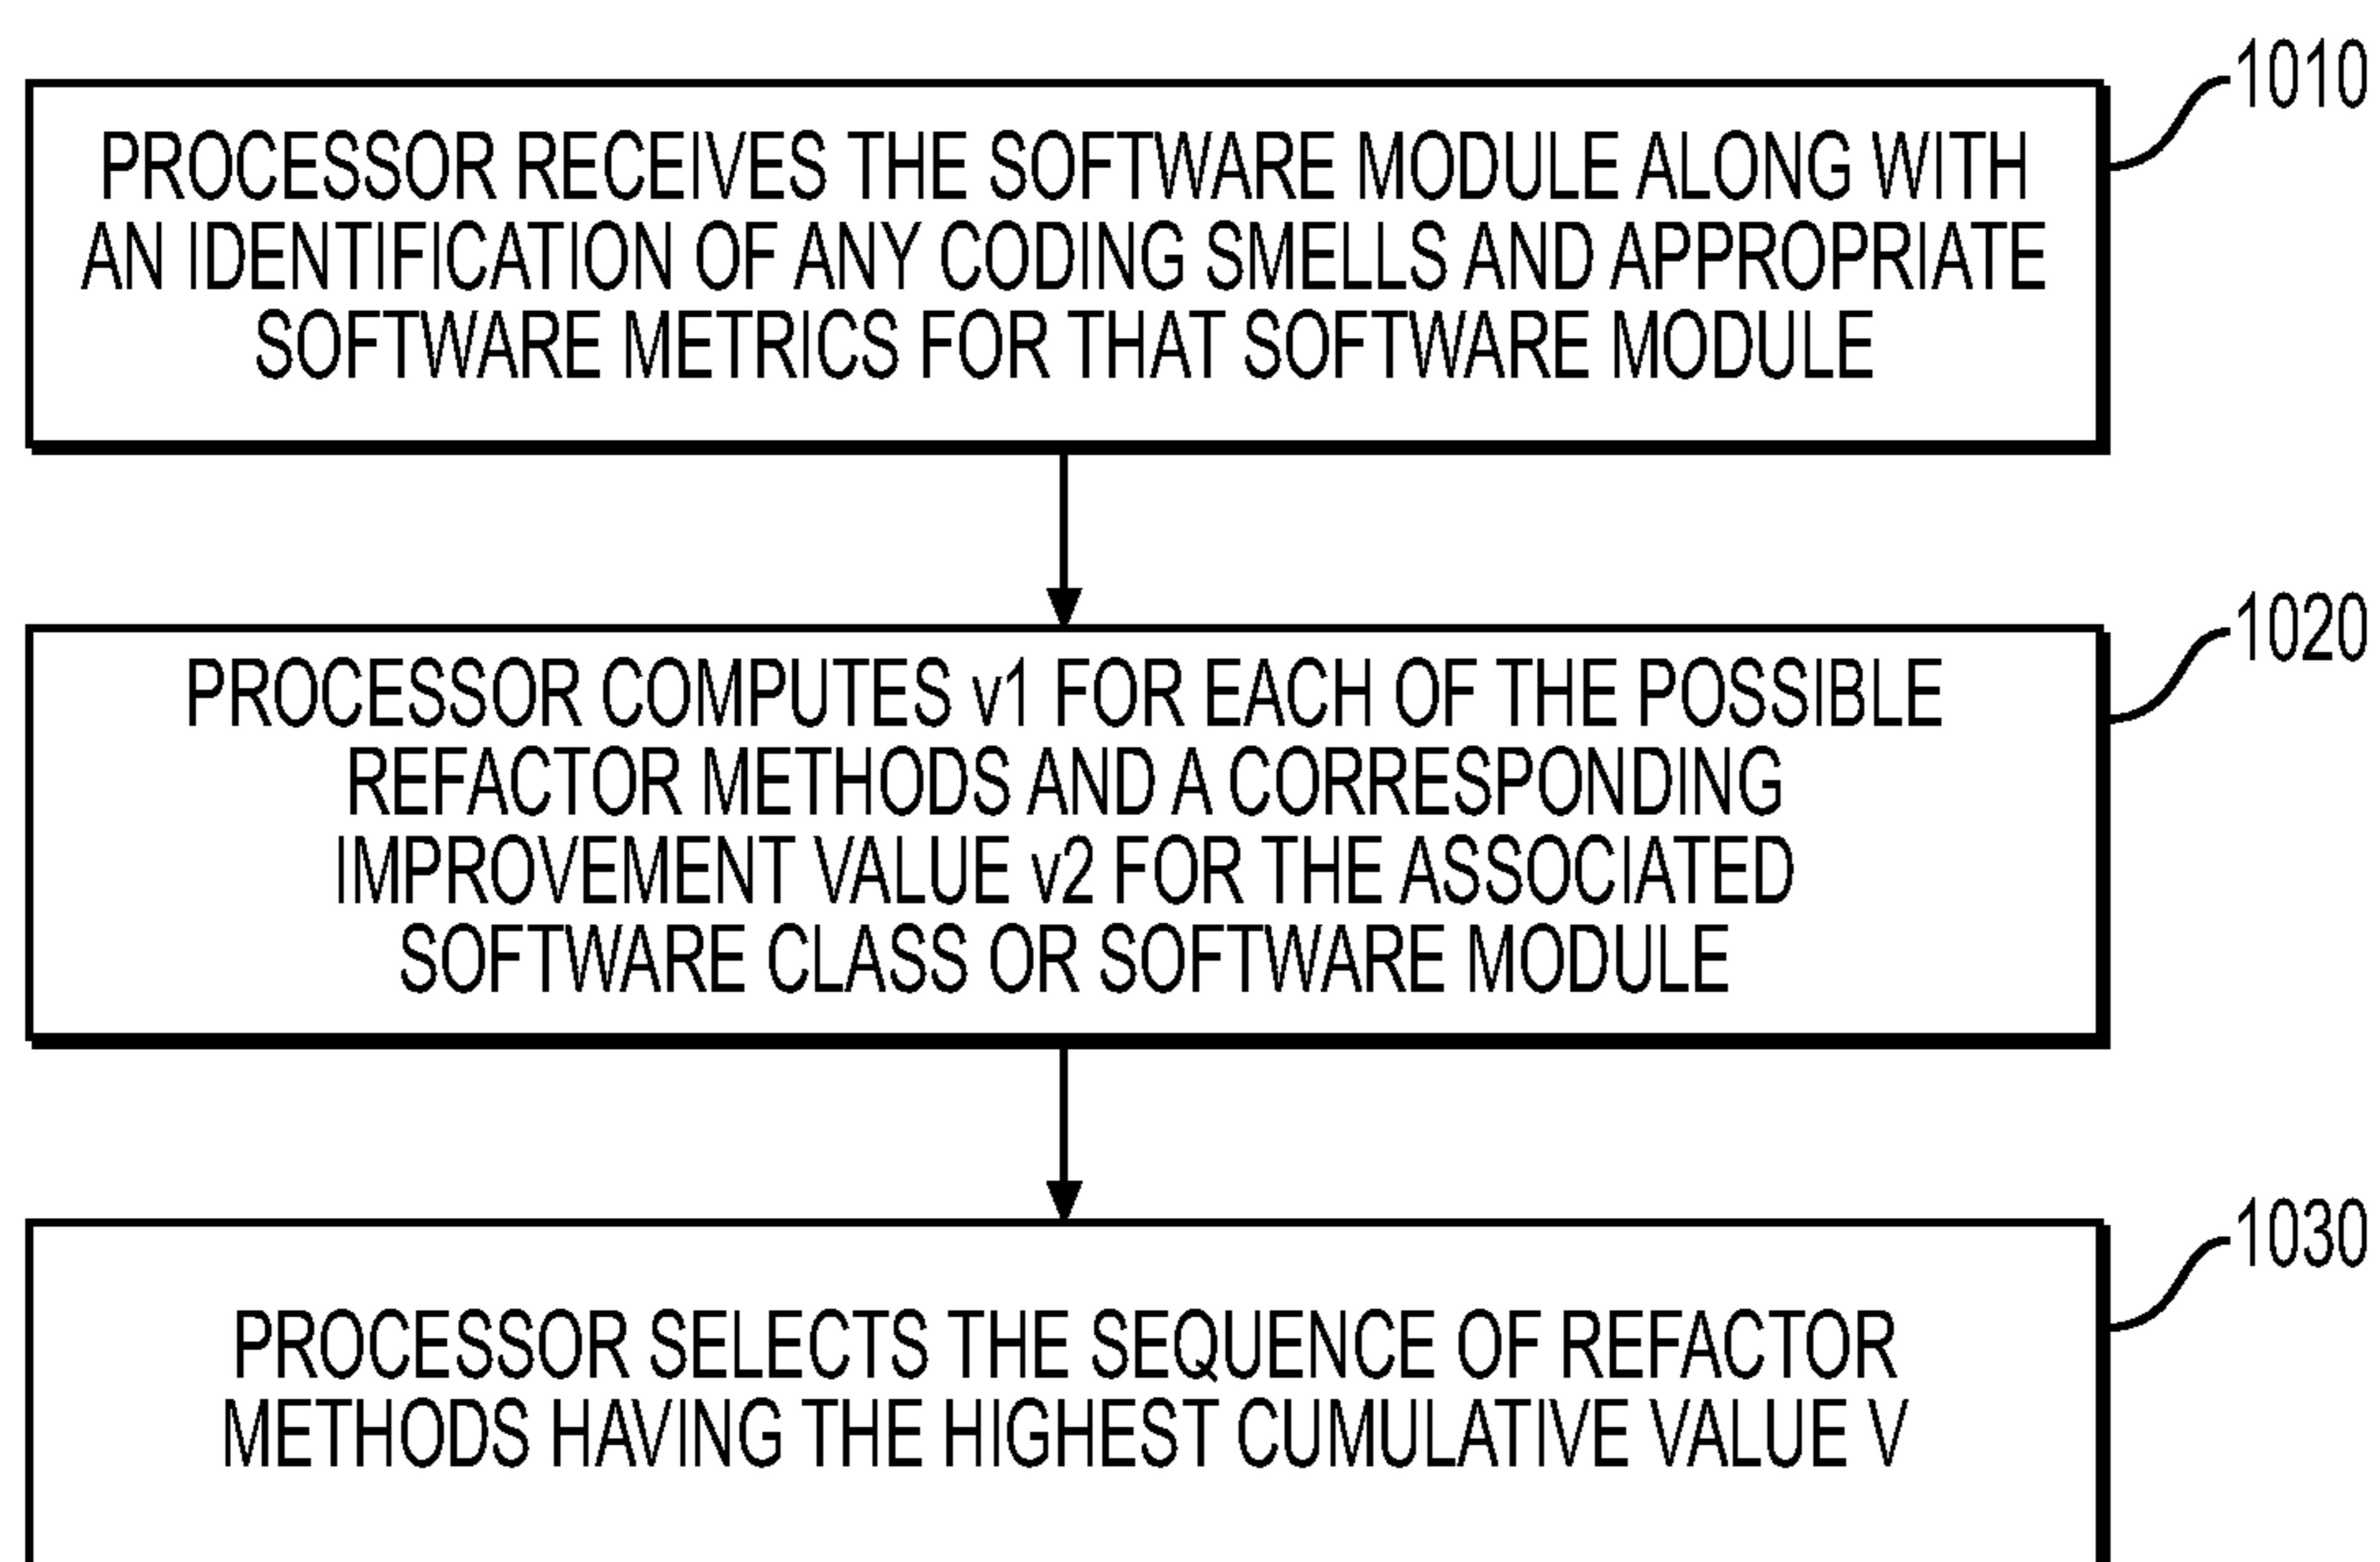 1010
PROCESSOR RECEIVES THE SOFTWARE MODULE ALONG WITH
AN IDENTIFICATION OF ANY CODING SMELLS AND APPROPRIATE
SOFTWARE METRICS FOR THAT SOFTWARE MODULE
1020
PROCESSOR COMPUTES v1 FOR EACH OF THE POSSIBLE
REFACTOR METHODS AND A CORRESPONDING
IMPROVEMENT VALUE v2 FOR THE ASSOCIATED
SOFTWARE CLASS OR SOFTWARE MODULE
1030
PROCESSOR SELECTS THE SEQUENCE OF REFACTOR
METHODS HAVING THE HIGHEST CUMULATIVE VALUE V